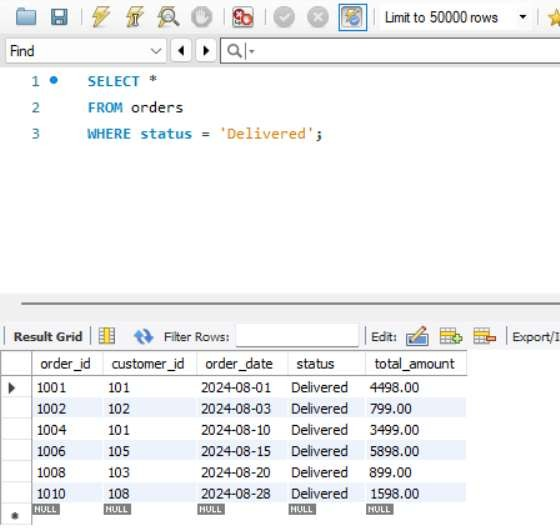 Limit to 50000 rows
Find
1 SELECT *
2 FROM orders
3 WHERE status = 'Delivered';
Result Grid Filter Rows: Edit: Export/I
order_id customer_id order_date status total_amount
1001 101 2024-08-01 Delivered 4498.00
1002 102 2024-08-03 Delivered 799.00
1004 101 2024-08-10 Delivered 3499.00
1006 105 2024-08-15 Delivered 5898.00
1008 103 2024-08-20 Delivered 899.00
1010 108 2024-08-28 Delivered 1598.00
NULL NULL NULL NULL NULL